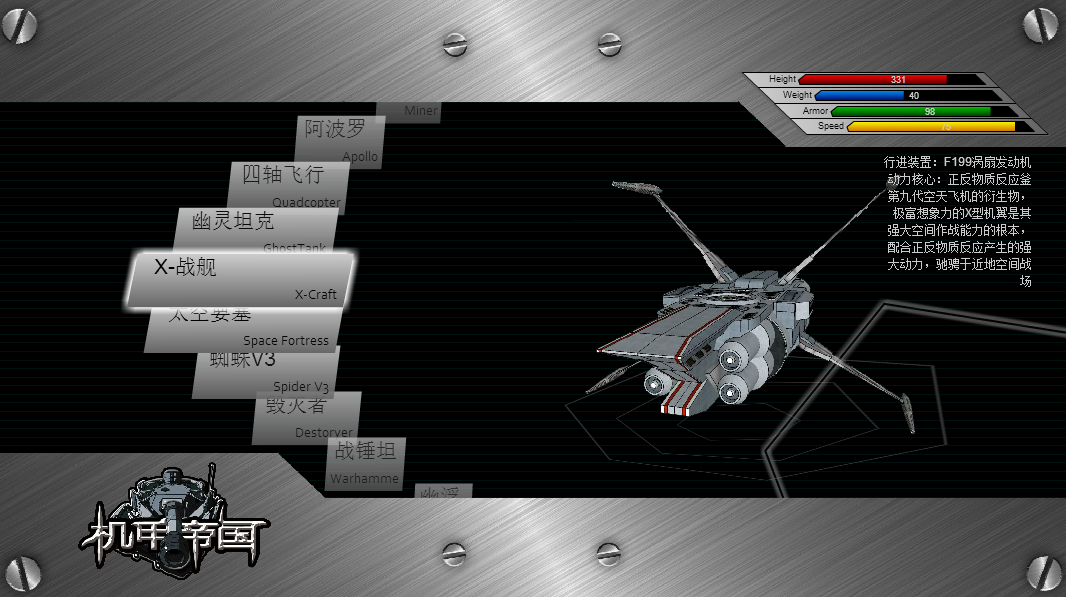 Height 331
Weight 40
Armor 98
Speed 75
Miner
阿波罗
Apollo
四轴飞行
Quadcopter
幽灵坦克
GhostTank
X-战舰
X-Craft
太空要塞
Space Fortress
蜘蛛V3
Spider V3
毁灭者
Destoryer
战锤坦
Warhamme
幽浮
行进装置：F199涡扇发动机
动力核心：正反物质反应釜
第九代空天飞机的衍生物，
极富想象力的X型机翼是其
强大空间作战能力的根本，
配合正反物质反应产生的强
大动力，驰骋于近地空间战
场
机甲帝国